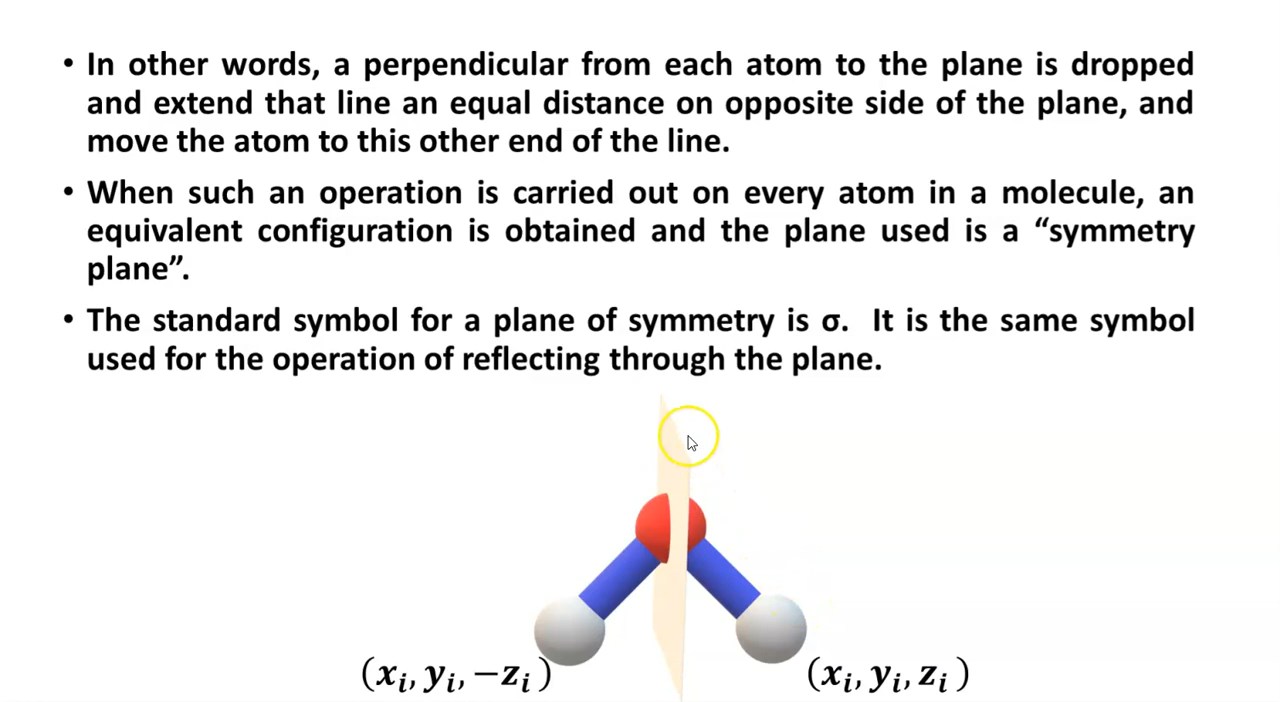 • In other words, a perpendicular from each atom to the plane is dropped
and extend that line an equal distance on opposite side of the plane, and
move the atom to this other end of the line.
• When such an operation is carried out on every atom in a molecule, an
equivalent configuration is obtained and the plane used is a “symmetry
plane”.
• The standard symbol for a plane of symmetry is σ. It is the same symbol
used for the operation of reflecting through the plane.
(xᵢ, yᵢ, −zᵢ) (xᵢ, yᵢ, zᵢ)